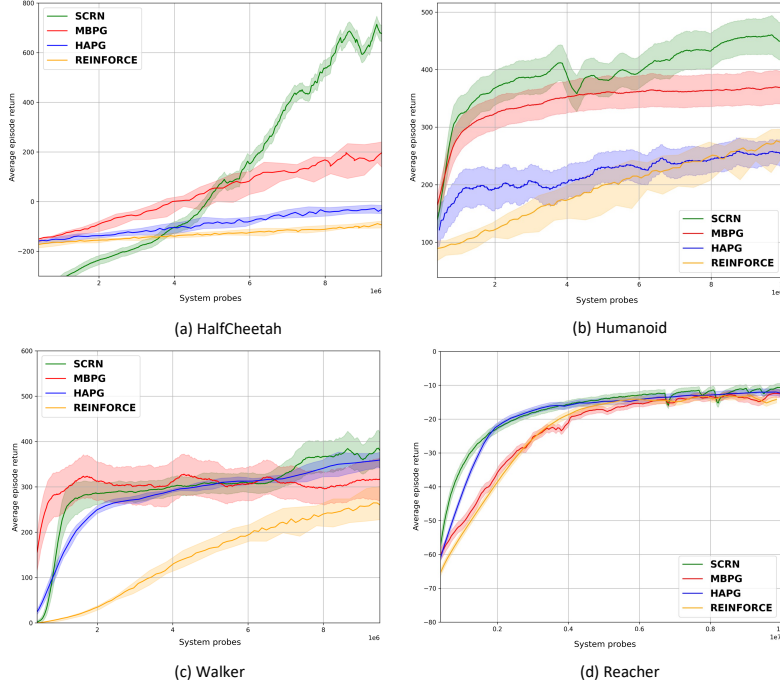 800
600
400
200
0
−200
Average episode return
SCRN
MBPG
HAPG
REINFORCE
2
4
6
8
1e6
System probes
(a) HalfCheetah
500
400
300
200
100
Average episode return
SCRN
MBPG
HAPG
REINFORCE
2
4
6
8
System probes
(b) Humanoid
600
500
400
300
200
100
0
Average episode return
SCRN
MBPG
HAPG
REINFORCE
2
4
6
8
1e6
System probes
(c) Walker
0
−10
−20
−30
−40
−50
−60
−70
−80
Average episode return
SCRN
MBPG
HAPG
REINFORCE
0.2
0.4
0.6
0.8
System probes
(d) Reacher